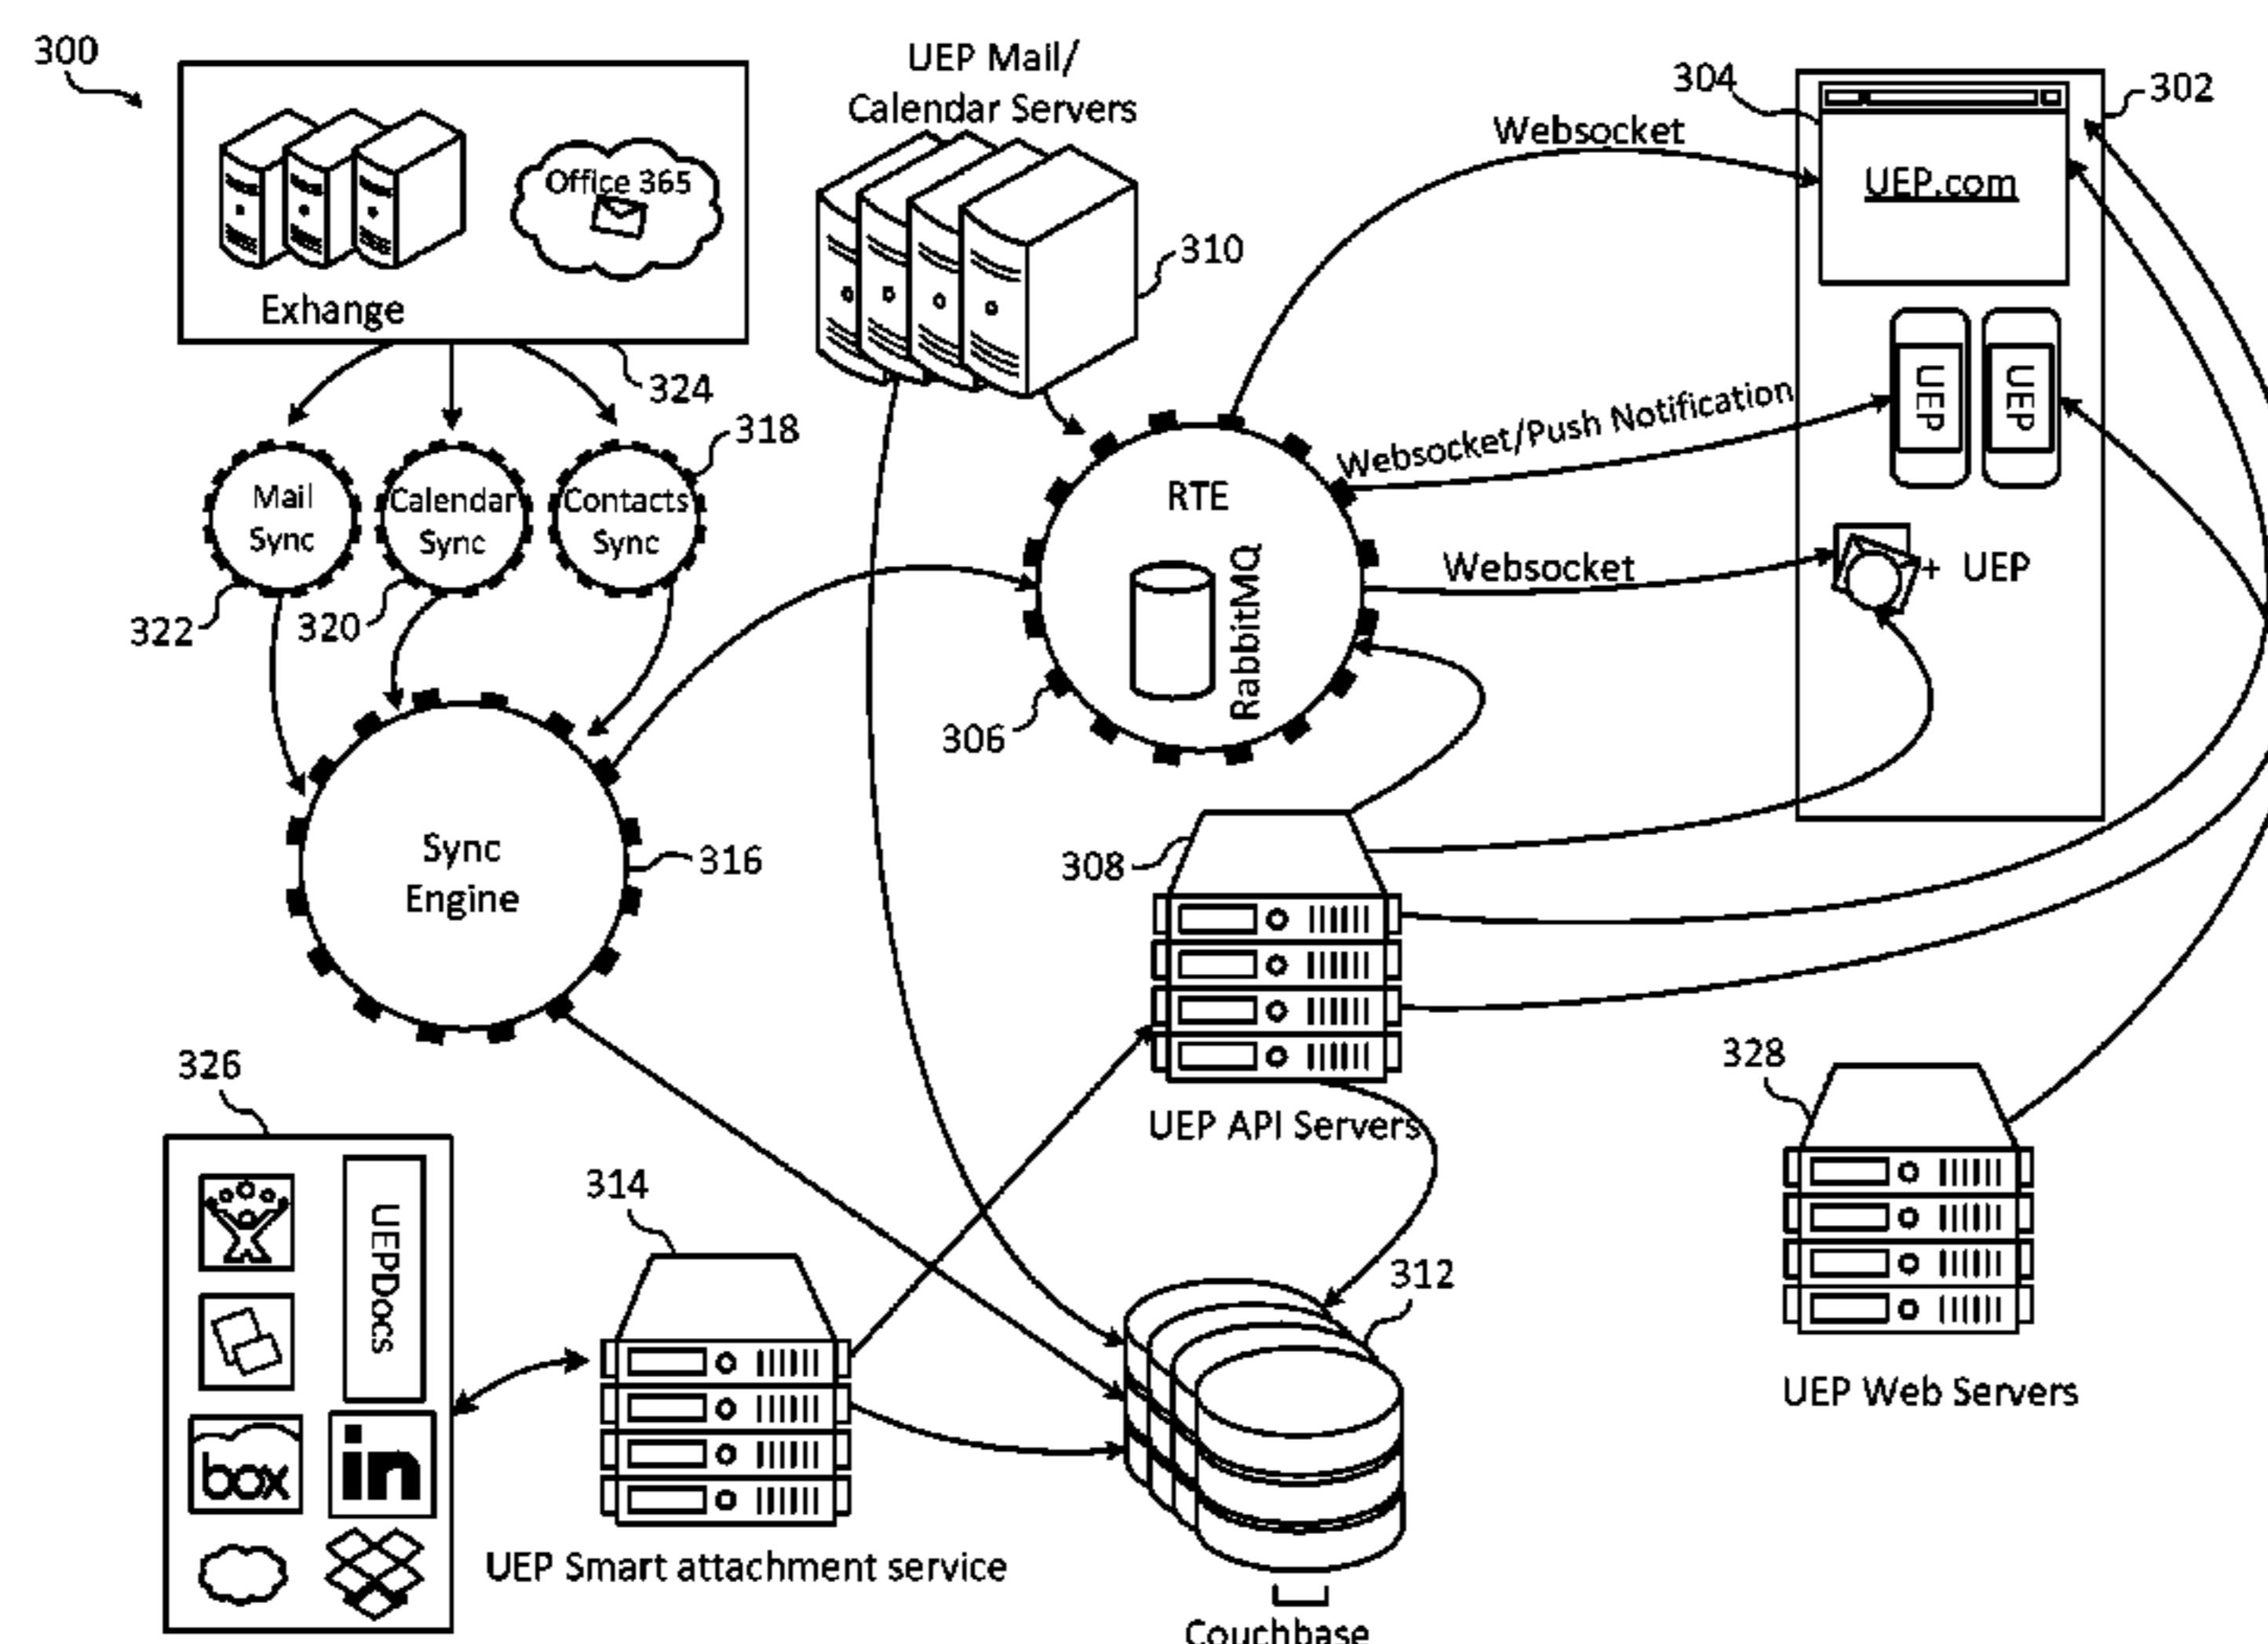 300
UEP Mail/
Calendar Servers
304
302
Websocket
Office 365
UEP.com
310
Exhange
324
UEP
UEP
Websocket/Push Notification
318
Mail
Sync
Calendar
Sync
Contacts
Sync
RTE
RabbitMQ
Websocket
+ UEP
322
320
306
Sync
Engine
316
308
326
UEP API Servers
328
314
UEPDocs
312
box
in
UEP Web Servers
UEP Smart attachment service
Couchbase